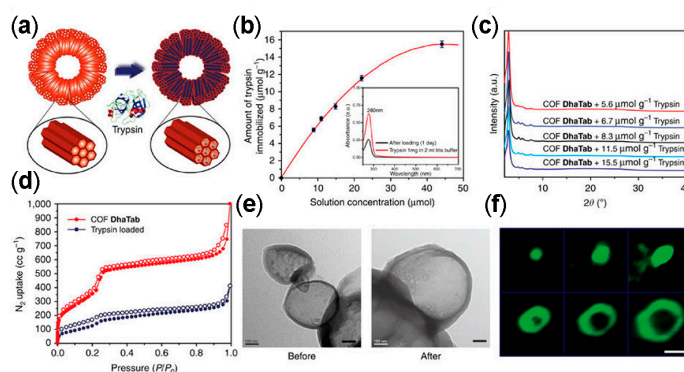 (a)
Trypsin
(b)
Amount of trypsin
immobilized (μmol g⁻¹)
16
14
12
10
8
6
4
2
0
0 10 20 30 40 50
Solution concentration (μmol)
280nm
After loading (1 day)
Trypsin 1mg in 2 ml tris buffer
Absorbance (a.u.)
Wavelength (nm)
(c)
Intensity (a.u.)
COF DhaTab + 5.6 μmol g⁻¹ Trypsin
COF DhaTab + 6.7 μmol g⁻¹ Trypsin
COF DhaTab + 8.3 μmol g⁻¹ Trypsin
COF DhaTab + 11.5 μmol g⁻¹ Trypsin
COF DhaTab + 15.5 μmol g⁻¹ Trypsin
10 20 30 40
2θ (°)
(d)
N₂ uptake (cc g⁻¹)
1,000
900
800
700
600
500
400
300
200
100
0
COF DhaTab
Trypsin loaded
0.0 0.2 0.4 0.6 0.8 1.0
Pressure (P/P₀)
(e)
Before
After
(f)